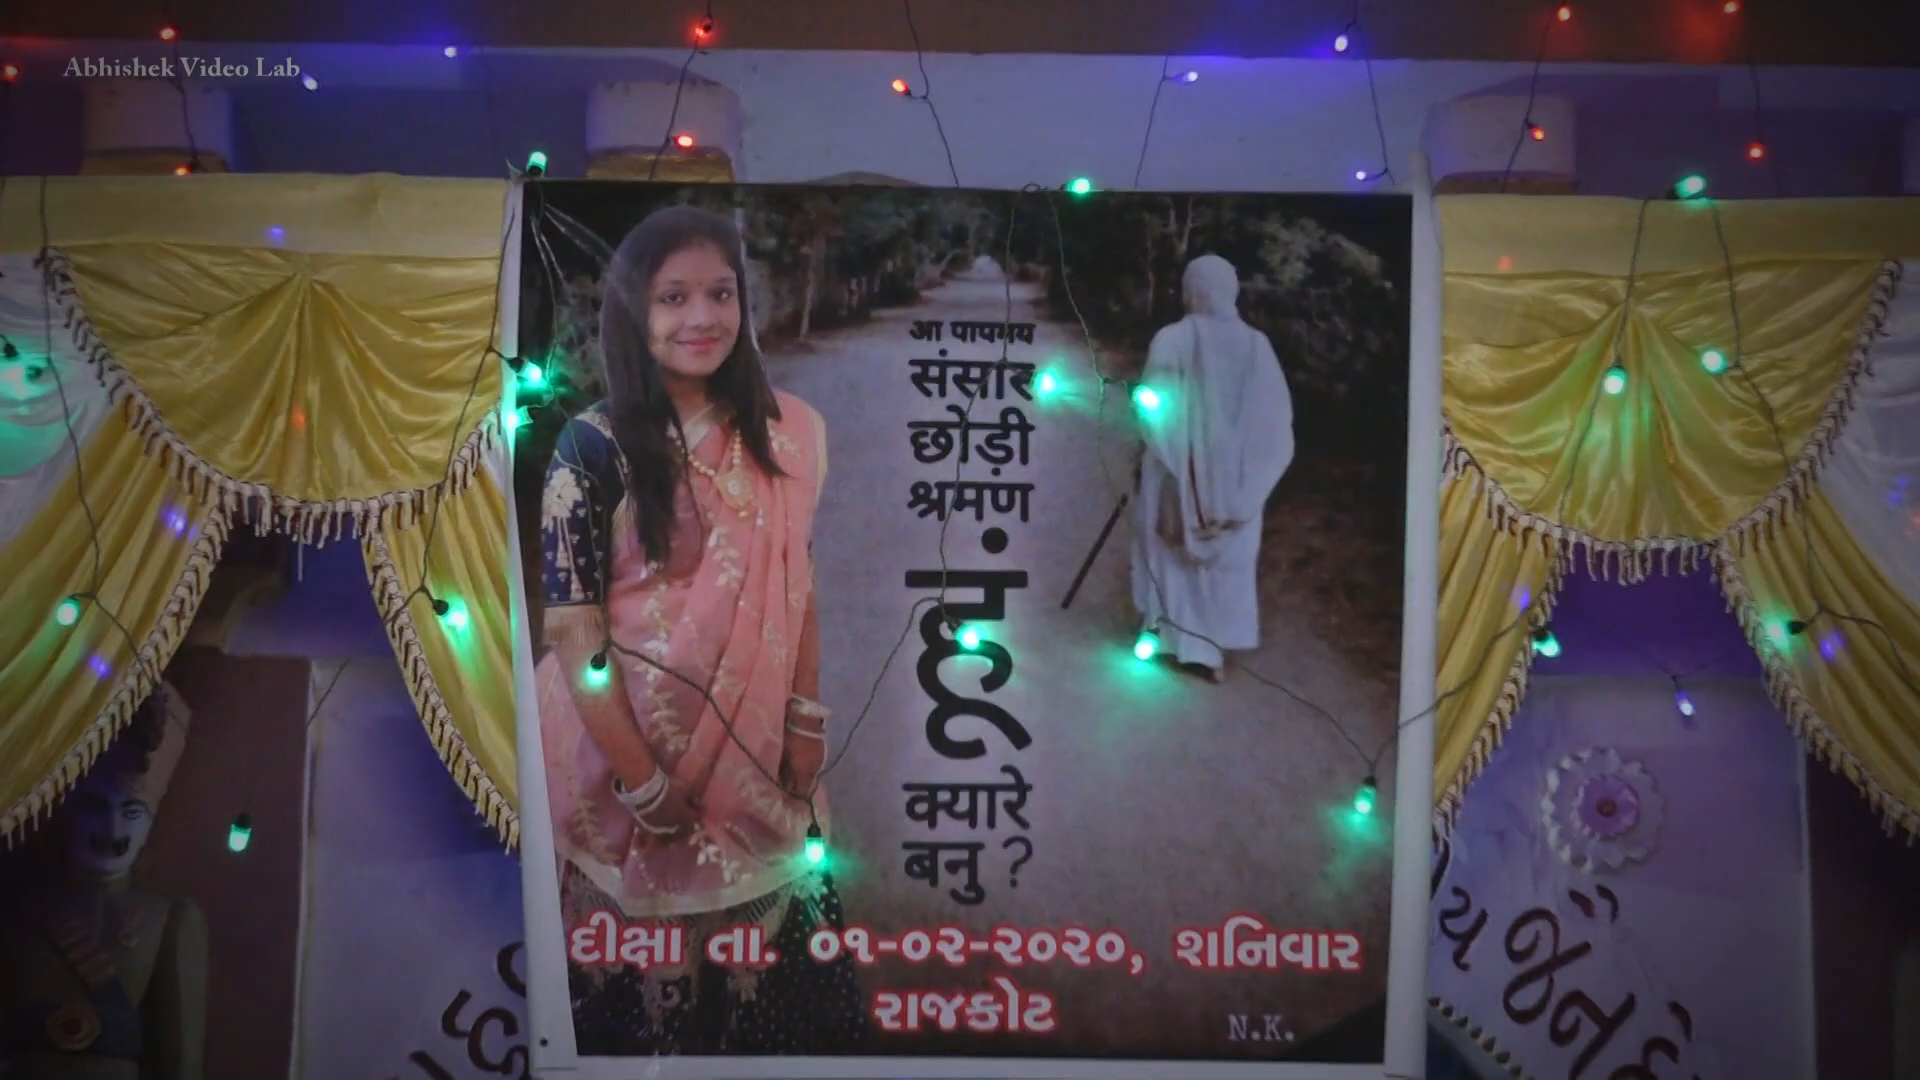 Abhishek Video Lab
आ पापमय
संसार
छोड़ी
श्रमण
हूं
क्यारे
बनु ?
દીક્ષા તા. ૦૧-૦૨-૨૦૨૦, શનિવાર
રાજકોટ
N.K.